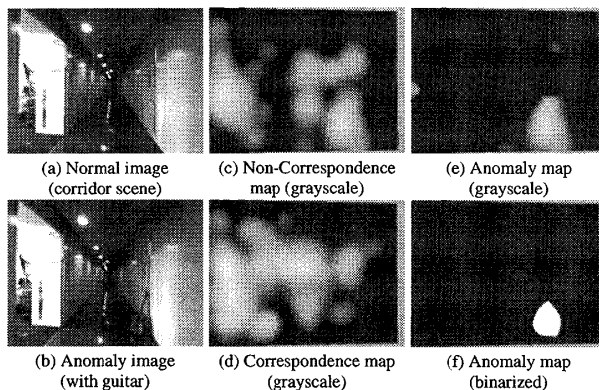 (a) Normal image
(corridor scene)
(c) Non-Correspondence
map (grayscale)
(e) Anomaly map
(grayscale)
(b) Anomaly image
(with guitar)
(d) Correspondence map
(grayscale)
(f) Anomaly map
(binarized)